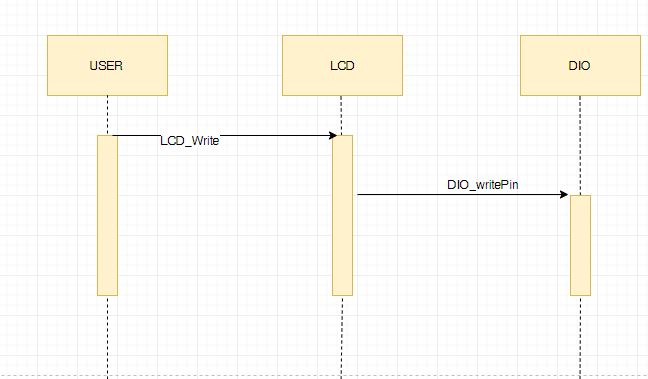 USER
LCD
DIO
LCD_Write
DIO_writePin